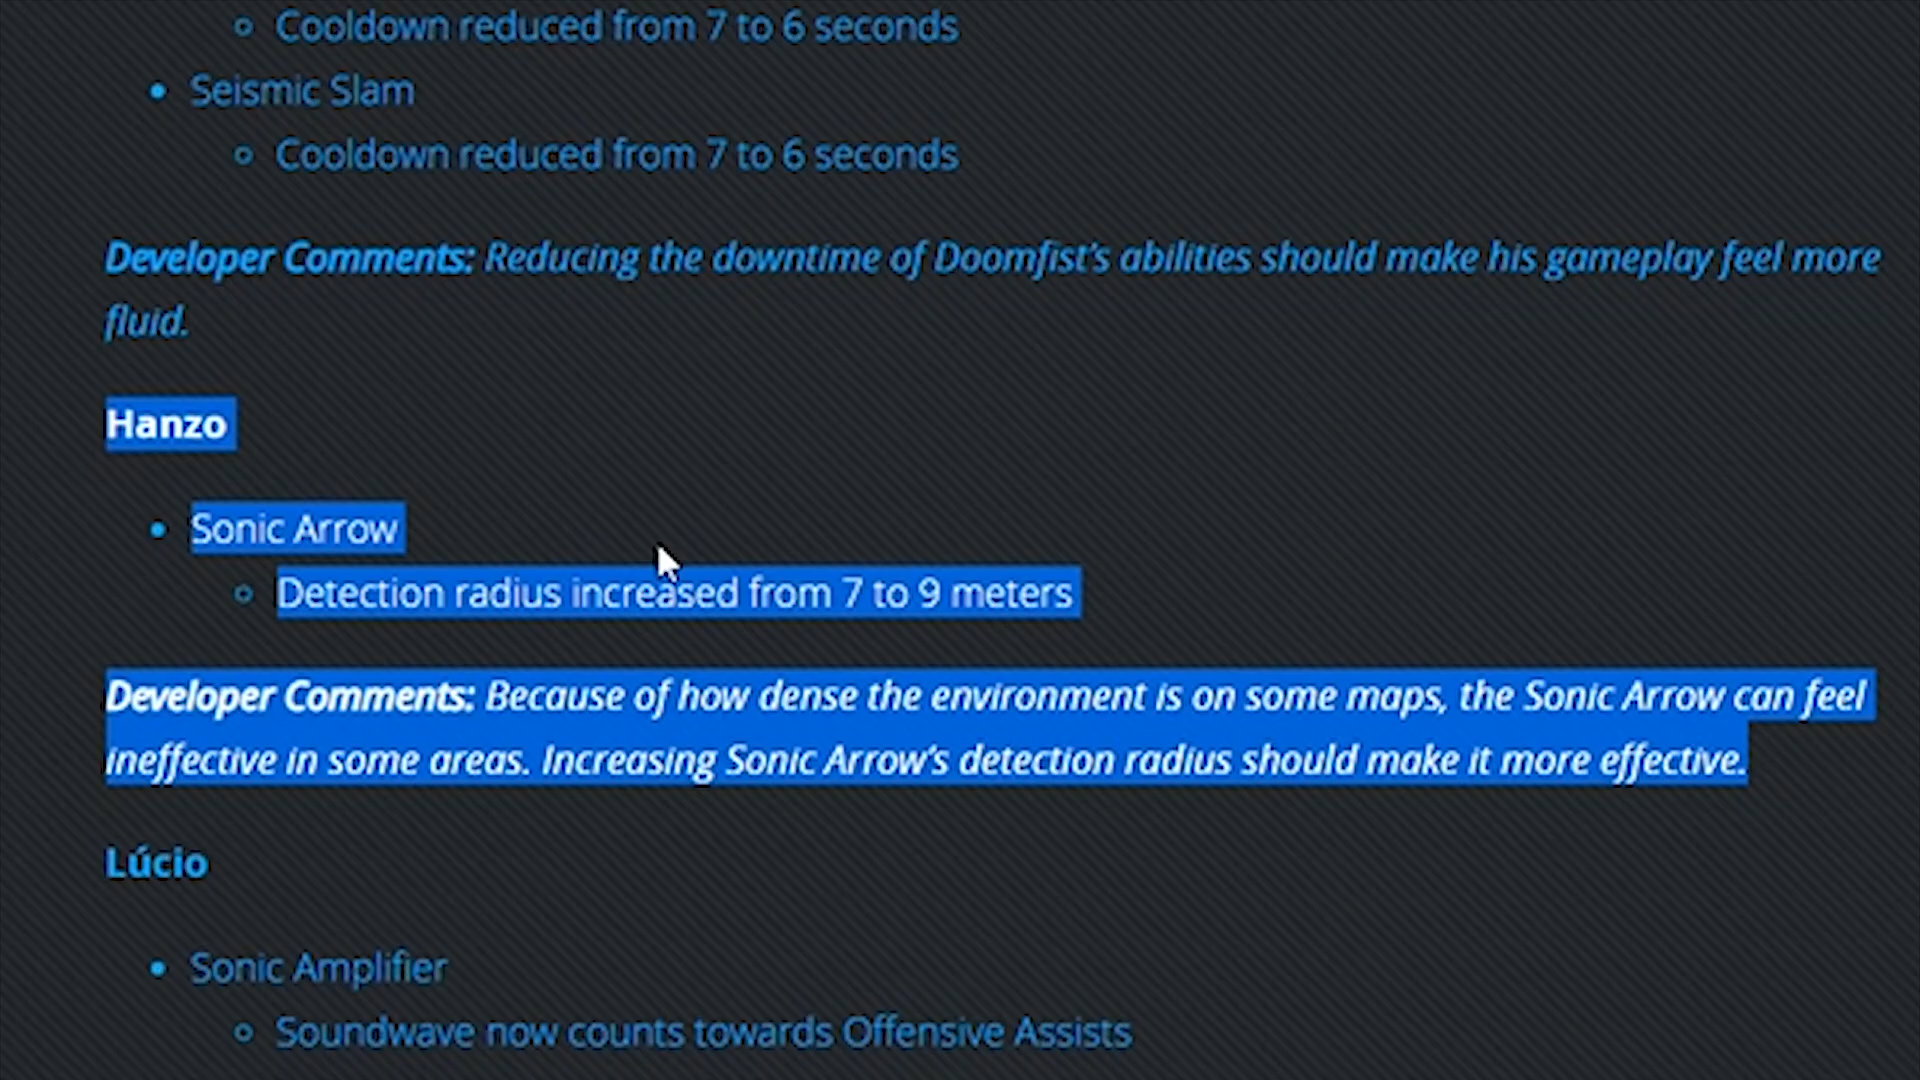 Cooldown reduced from 7 to 6 seconds
Seismic Slam
Cooldown reduced from 7 to 6 seconds
Developer Comments: Reducing the downtime of Doomfist's abilities should make his gameplay feel more
fluid.
Hanzo
Sonic Arrow
Detection radius increased from 7 to 9 meters
Developer Comments: Because of how dense the environment is on some maps, the Sonic Arrow can feel
ineffective in some areas. Increasing Sonic Arrow's detection radius should make it more effective.
Lúcio
Sonic Amplifier
Soundwave now counts towards Offensive Assists